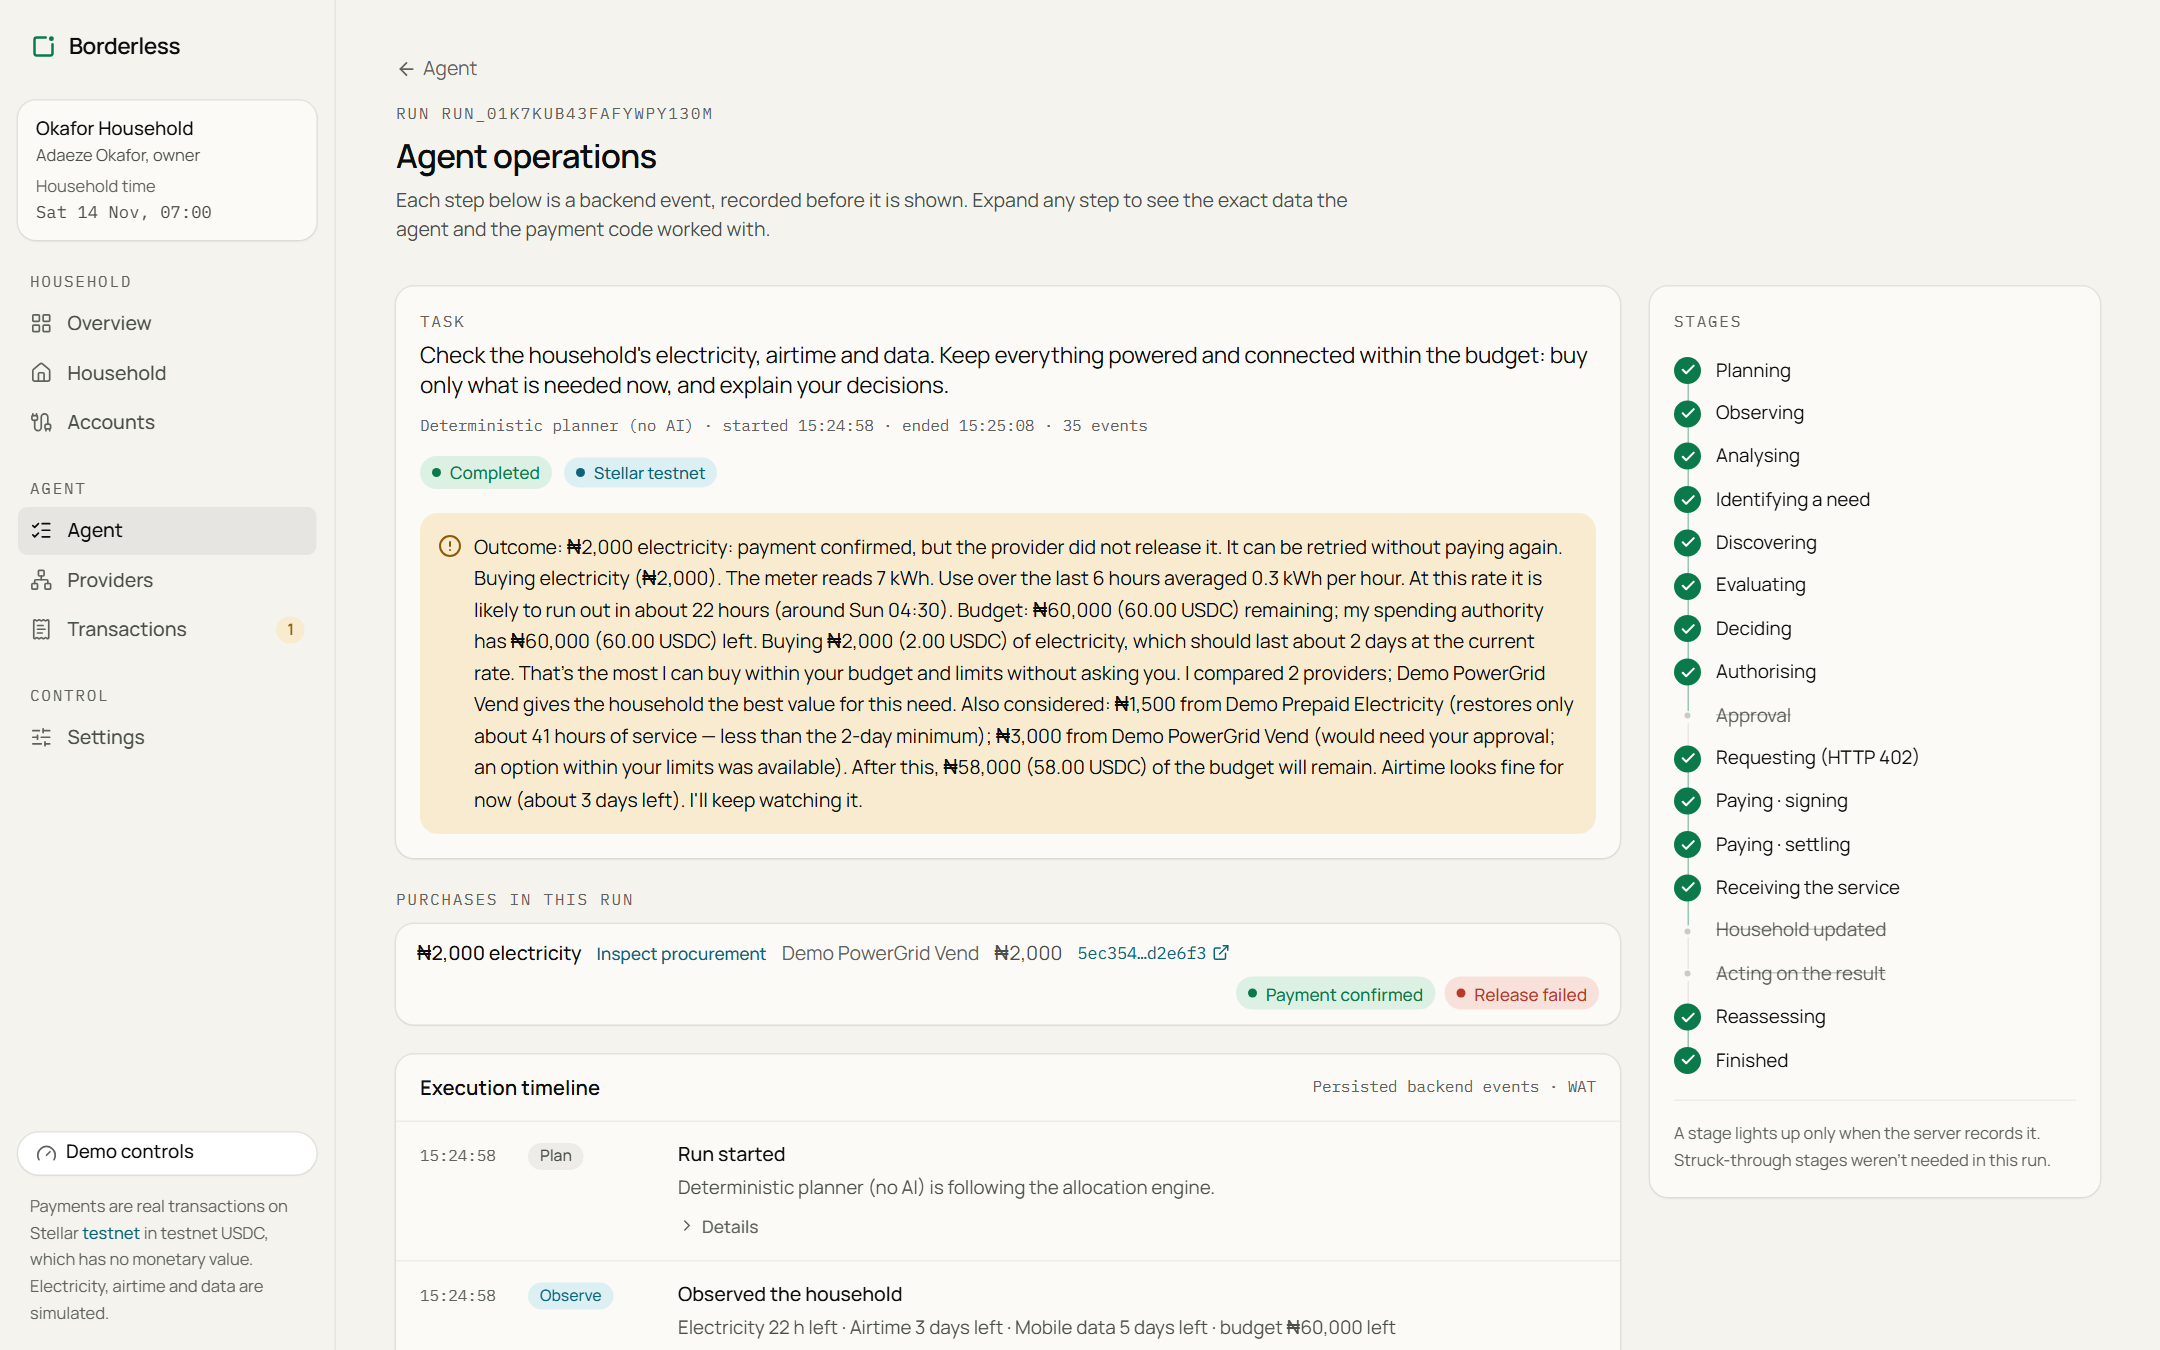 Borderless
Okafor Household
Adaeze Okafor, owner
Household time
Sat 14 Nov, 07:00
HOUSEHOLD
Overview
Household
Accounts
AGENT
Agent
Providers
Transactions 1
CONTROL
Settings
Demo controls
Payments are real transactions on
Stellar testnet in testnet USDC,
which has no monetary value.
Electricity, airtime and data are
simulated.
← Agent
RUN RUN_01K7KUB43FAFYWPY130M
Agent operations
Each step below is a backend event, recorded before it is shown. Expand any step to see the exact data the
agent and the payment code worked with.
TASK
Check the household's electricity, airtime and data. Keep everything powered and connected within the budget: buy
only what is needed now, and explain your decisions.
Deterministic planner (no AI) · started 15:24:58 · ended 15:25:08 · 35 events
Completed Stellar testnet
Outcome: ₦2,000 electricity: payment confirmed, but the provider did not release it. It can be retried without paying again.
Buying electricity (₦2,000). The meter reads 7 kWh. Use over the last 6 hours averaged 0.3 kWh per hour. At this rate it is
likely to run out in about 22 hours (around Sun 04:30). Budget: ₦60,000 (60.00 USDC) remaining; my spending authority
has ₦60,000 (60.00 USDC) left. Buying ₦2,000 (2.00 USDC) of electricity, which should last about 2 days at the current
rate. That's the most I can buy within your budget and limits without asking you. I compared 2 providers; Demo PowerGrid
Vend gives the household the best value for this need. Also considered: ₦1,500 from Demo Prepaid Electricity (restores only
about 41 hours of service — less than the 2-day minimum); ₦3,000 from Demo PowerGrid Vend (would need your approval;
an option within your limits was available). After this, ₦58,000 (58.00 USDC) of the budget will remain. Airtime looks fine for
now (about 3 days left). I'll keep watching it.
PURCHASES IN THIS RUN
₦2,000 electricity Inspect procurement Demo PowerGrid Vend ₦2,000 5ec354…d2e6f3
Payment confirmed Release failed
Execution timeline Persisted backend events · WAT
15:24:58 Plan Run started
Deterministic planner (no AI) is following the allocation engine.
Details
15:24:58 Observe Observed the household
Electricity 22 h left · Airtime 3 days left · Mobile data 5 days left · budget ₦60,000 left
STAGES
Planning
Observing
Analysing
Identifying a need
Discovering
Evaluating
Deciding
Authorising
Approval
Requesting (HTTP 402)
Paying · signing
Paying · settling
Receiving the service
Household updated
Acting on the result
Reassessing
Finished
A stage lights up only when the server records it.
Struck-through stages weren't needed in this run.